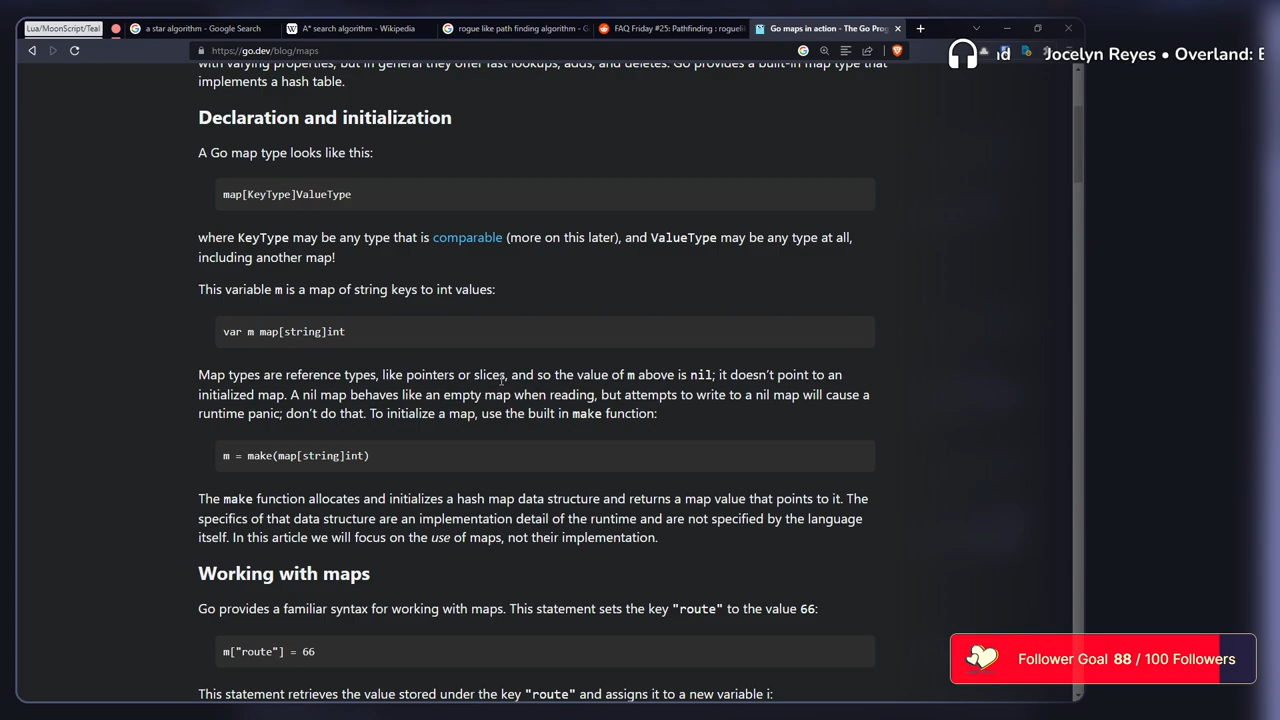 Lua/MoonScript/Teal
a star algorithm - Google Search
A* search algorithm - Wikipedia
rogue like path finding algorithm - G
FAQ Friday #25: Pathfinding : rogueli
Go maps in action - The Go Prog
https://go.dev/blog/maps
Jocelyn Reyes • Overland: E
with varying properties, but in general they offer fast lookups, adds, and deletes. Go provides a built-in map type that
implements a hash table.
Declaration and initialization
A Go map type looks like this:
map[KeyType]ValueType
where KeyType may be any type that is comparable (more on this later), and ValueType may be any type at all,
including another map!
This variable m is a map of string keys to int values:
var m map[string]int
Map types are reference types, like pointers or slices, and so the value of m above is nil; it doesn't point to an
initialized map. A nil map behaves like an empty map when reading, but attempts to write to a nil map will cause a
runtime panic; don't do that. To initialize a map, use the built in make function:
m = make(map[string]int)
The make function allocates and initializes a hash map data structure and returns a map value that points to it. The
specifics of that data structure are an implementation detail of the runtime and are not specified by the language
itself. In this article we will focus on the use of maps, not their implementation.
Working with maps
Go provides a familiar syntax for working with maps. This statement sets the key "route" to the value 66:
m["route"] = 66
Follower Goal 88 / 100 Followers
This statement retrieves the value stored under the key "route" and assigns it to a new variable i: